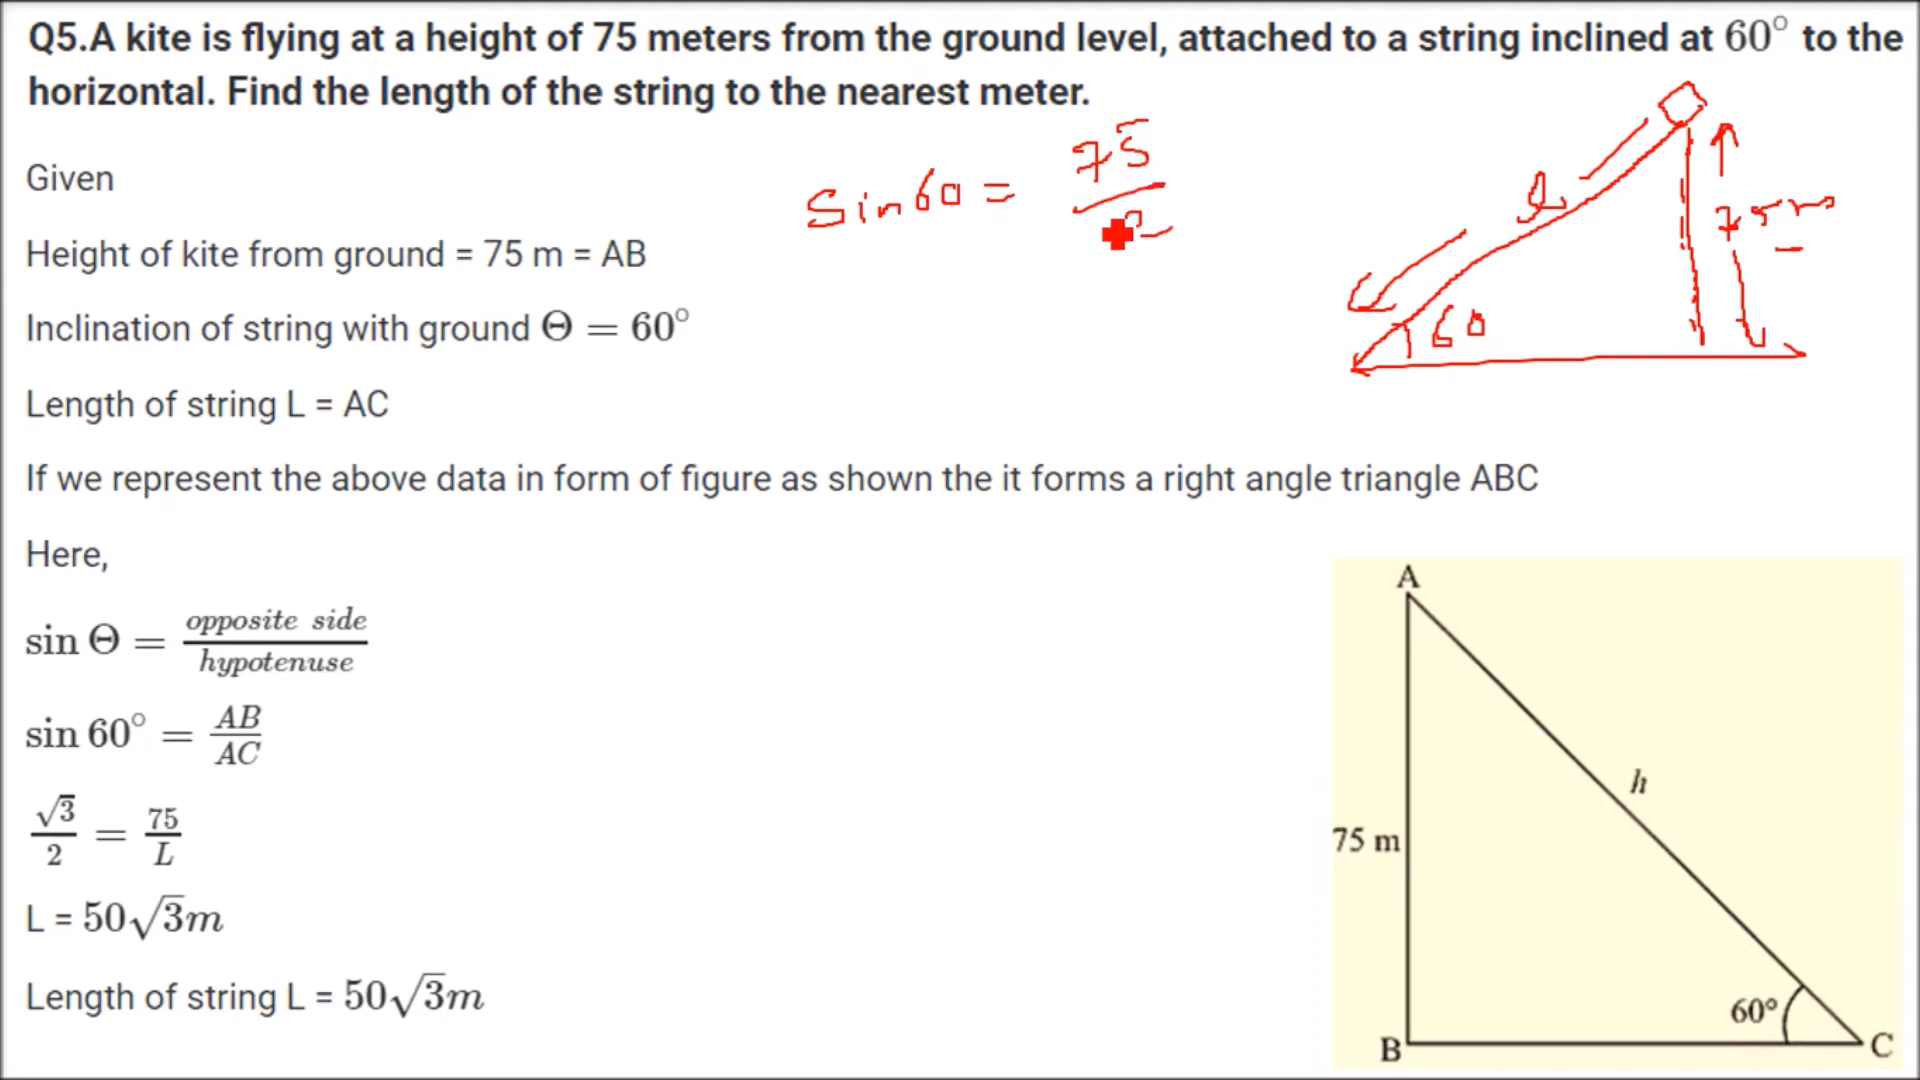 Q5.A kite is flying at a height of 75 meters from the ground level, attached to a string inclined at 60° to the
horizontal. Find the length of the string to the nearest meter.
Given
sin 60 = 75
Height of kite from ground = 75 m = AB
75 m
60
Inclination of string with ground Θ = 60°
Length of string L = AC
If we represent the above data in form of figure as shown the it forms a right angle triangle ABC
Here,
sin Θ = opposite side / hypotenuse
sin 60° = AB / AC
√3 / 2 = 75 / L
L = 50√3m
Length of string L = 50√3m
A
h
75 m
60°
B
C